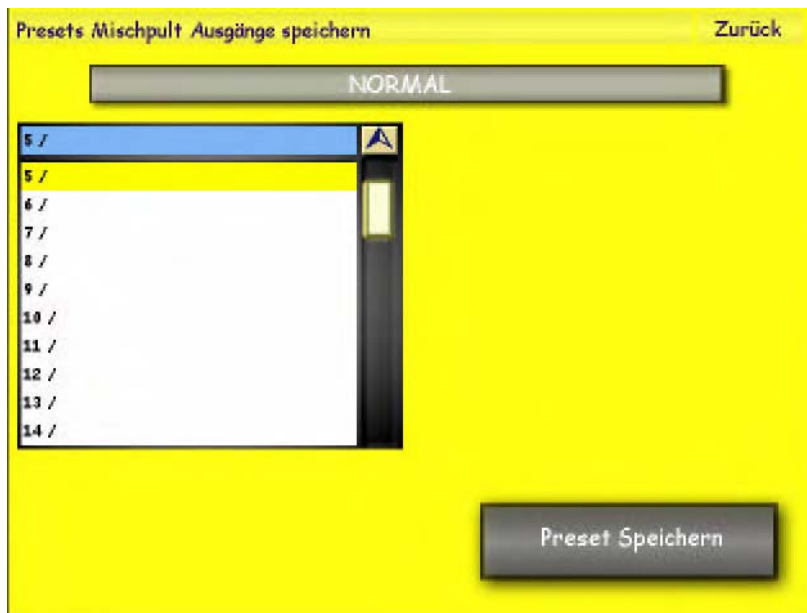 Presets Mischpult Ausgänge speichern
Zurück
NORMAL
5 /
5 /
6 /
7 /
8 /
9 /
10 /
11 /
12 /
13 /
14 /
Preset Speichern